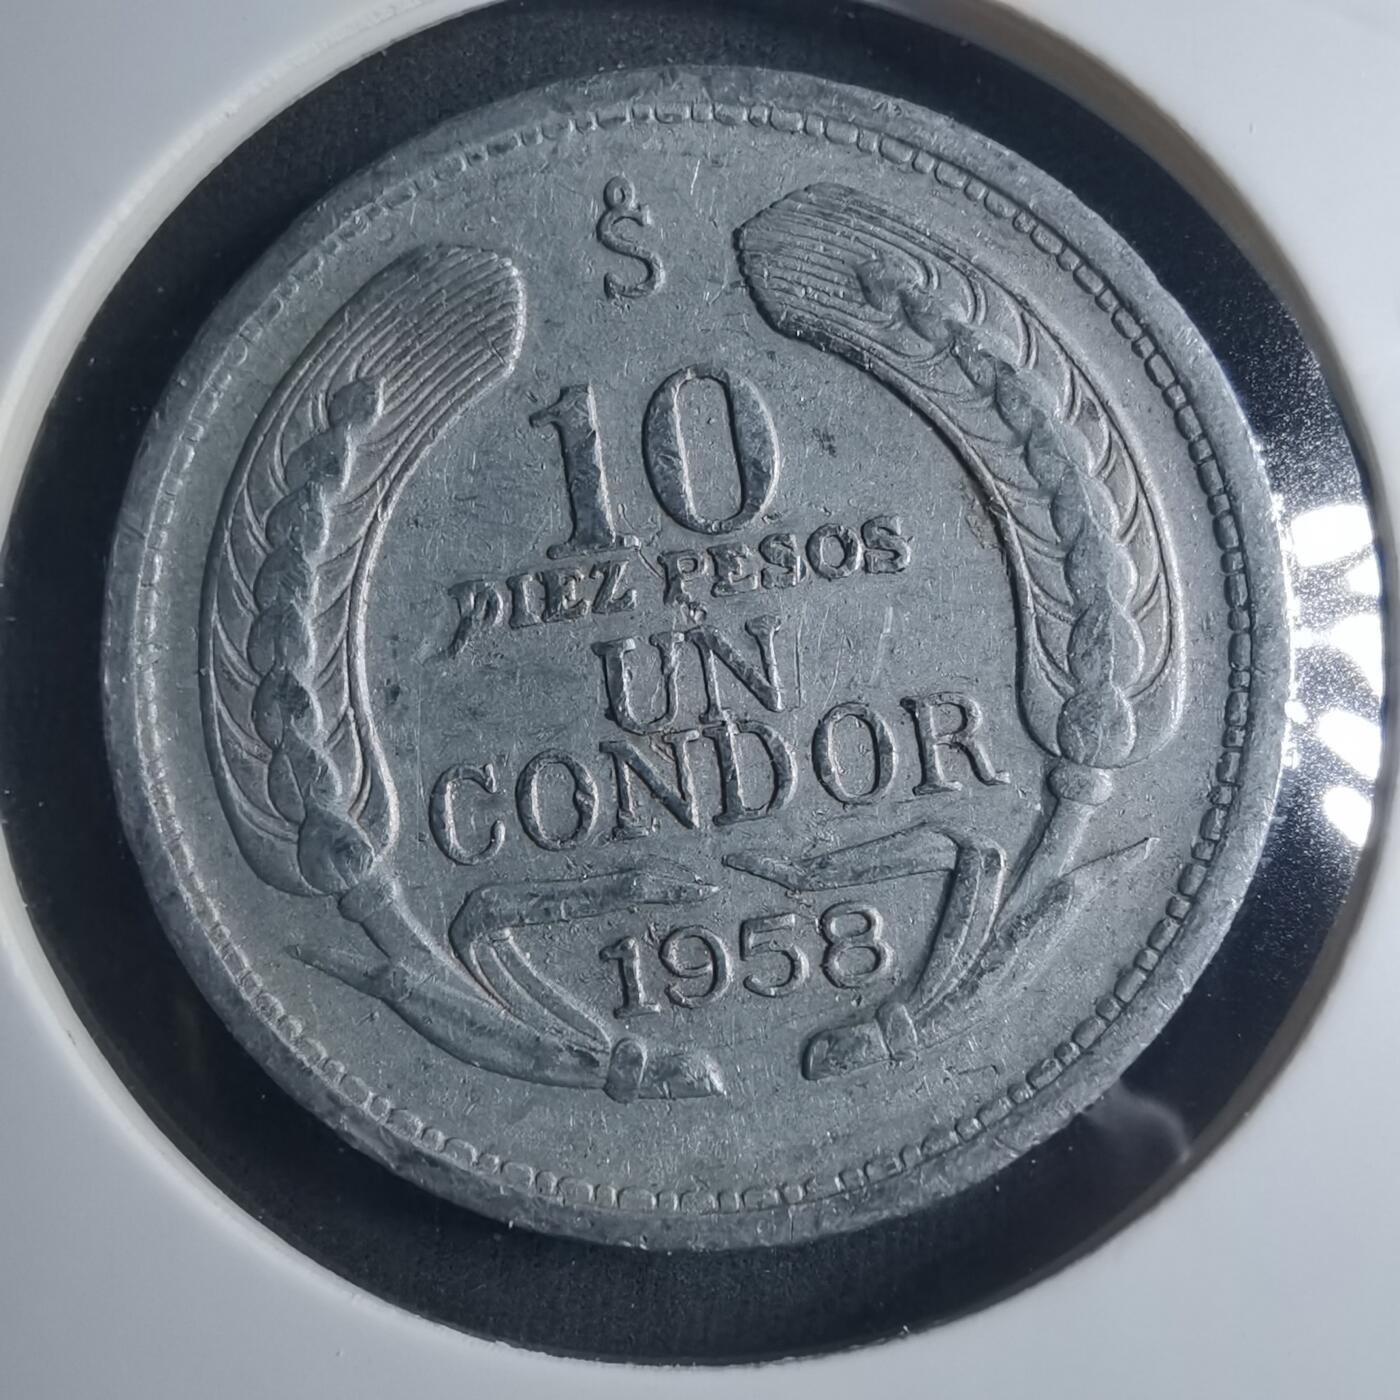 S
10
DIEZ PESOS
UN
CONDOR
1958